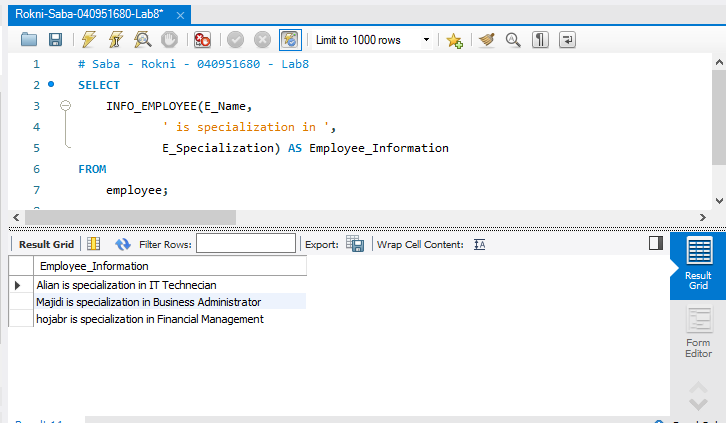 Rokni-Saba-040951680-Lab8*
Limit to 1000 rows
1 # Saba - Rokni - 040951680 - Lab8
2 SELECT
3 INFO_EMPLOYEE(E_Name,
4 ' is specialization in ',
5 E_Specialization) AS Employee_Information
6 FROM
7 employee;
Result Grid Filter Rows: Export: Wrap Cell Content:
Employee_Information
Alian is specialization in IT Technecian
Majidi is specialization in Business Administrator
hojabr is specialization in Financial Management
Result
Grid
Form
Editor